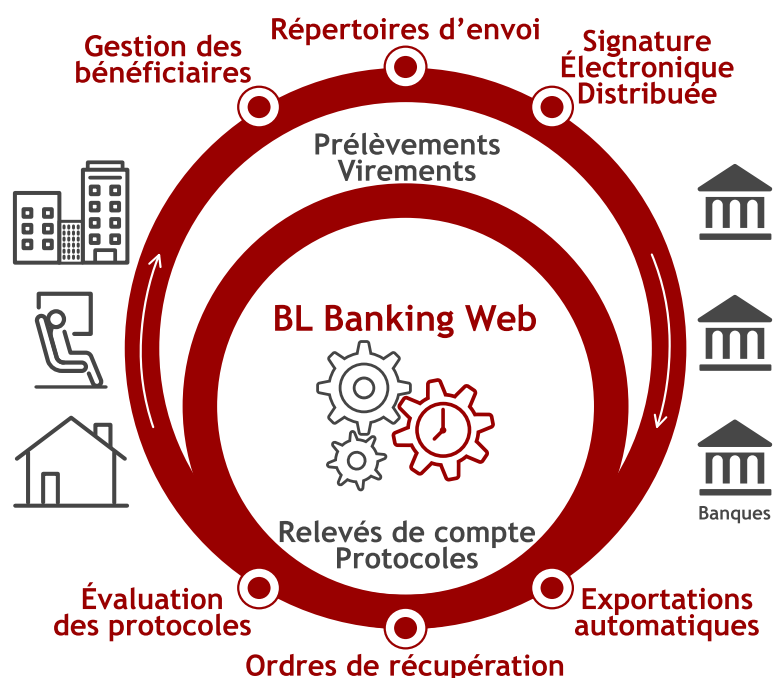 Répertoires d’envoi
Gestion des
bénéficiaires
Signature
Électronique
Distribuée
Prélèvements
Virements
BL Banking Web
Relevés de compte
Protocoles
Banques
Évaluation
des protocoles
Exportations
automatiques
Ordres de récupération